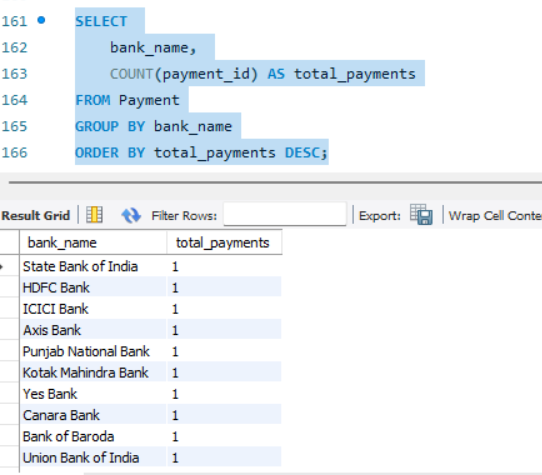 161 SELECT
162 bank_name,
163 COUNT(payment_id) AS total_payments
164 FROM Payment
165 GROUP BY bank_name
166 ORDER BY total_payments DESC;
Result Grid Filter Rows: Export: Wrap Cell Conte
bank_name total_payments
State Bank of India 1
HDFC Bank 1
ICICI Bank 1
Axis Bank 1
Punjab National Bank 1
Kotak Mahindra Bank 1
Yes Bank 1
Canara Bank 1
Bank of Baroda 1
Union Bank of India 1